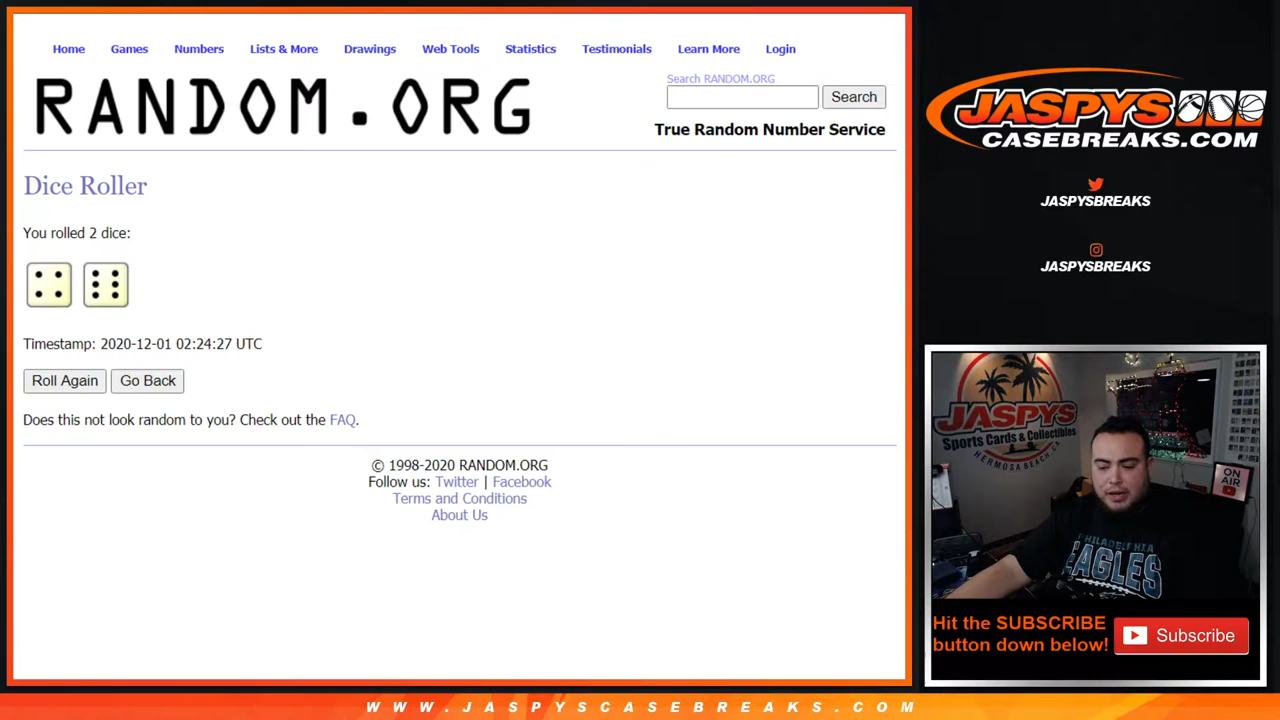 Home Games Numbers Lists & More Drawings Web Tools Statistics Testimonials Learn More Login
RANDOM.ORG
Search RANDOM.ORG
Search
True Random Number Service
Dice Roller
You rolled 2 dice:
Timestamp: 2020-12-01 02:24:27 UTC
Roll Again Go Back
Does this not look random to you? Check out the FAQ.
© 1998-2020 RANDOM.ORG
Follow us: Twitter | Facebook
Terms and Conditions
About Us
JASPYS
CASEBREAKS.COM
JASPYSBREAKS
JASPYSBREAKS
JASPYS
Sports Cards & Collectibles
HERMOSA BEACH, CA
ON
AIR
PHILADELPHIA
EAGLES
Hit the SUBSCRIBE
button down below!
Subscribe
WWW.JASPYSCASEBREAKS.COM